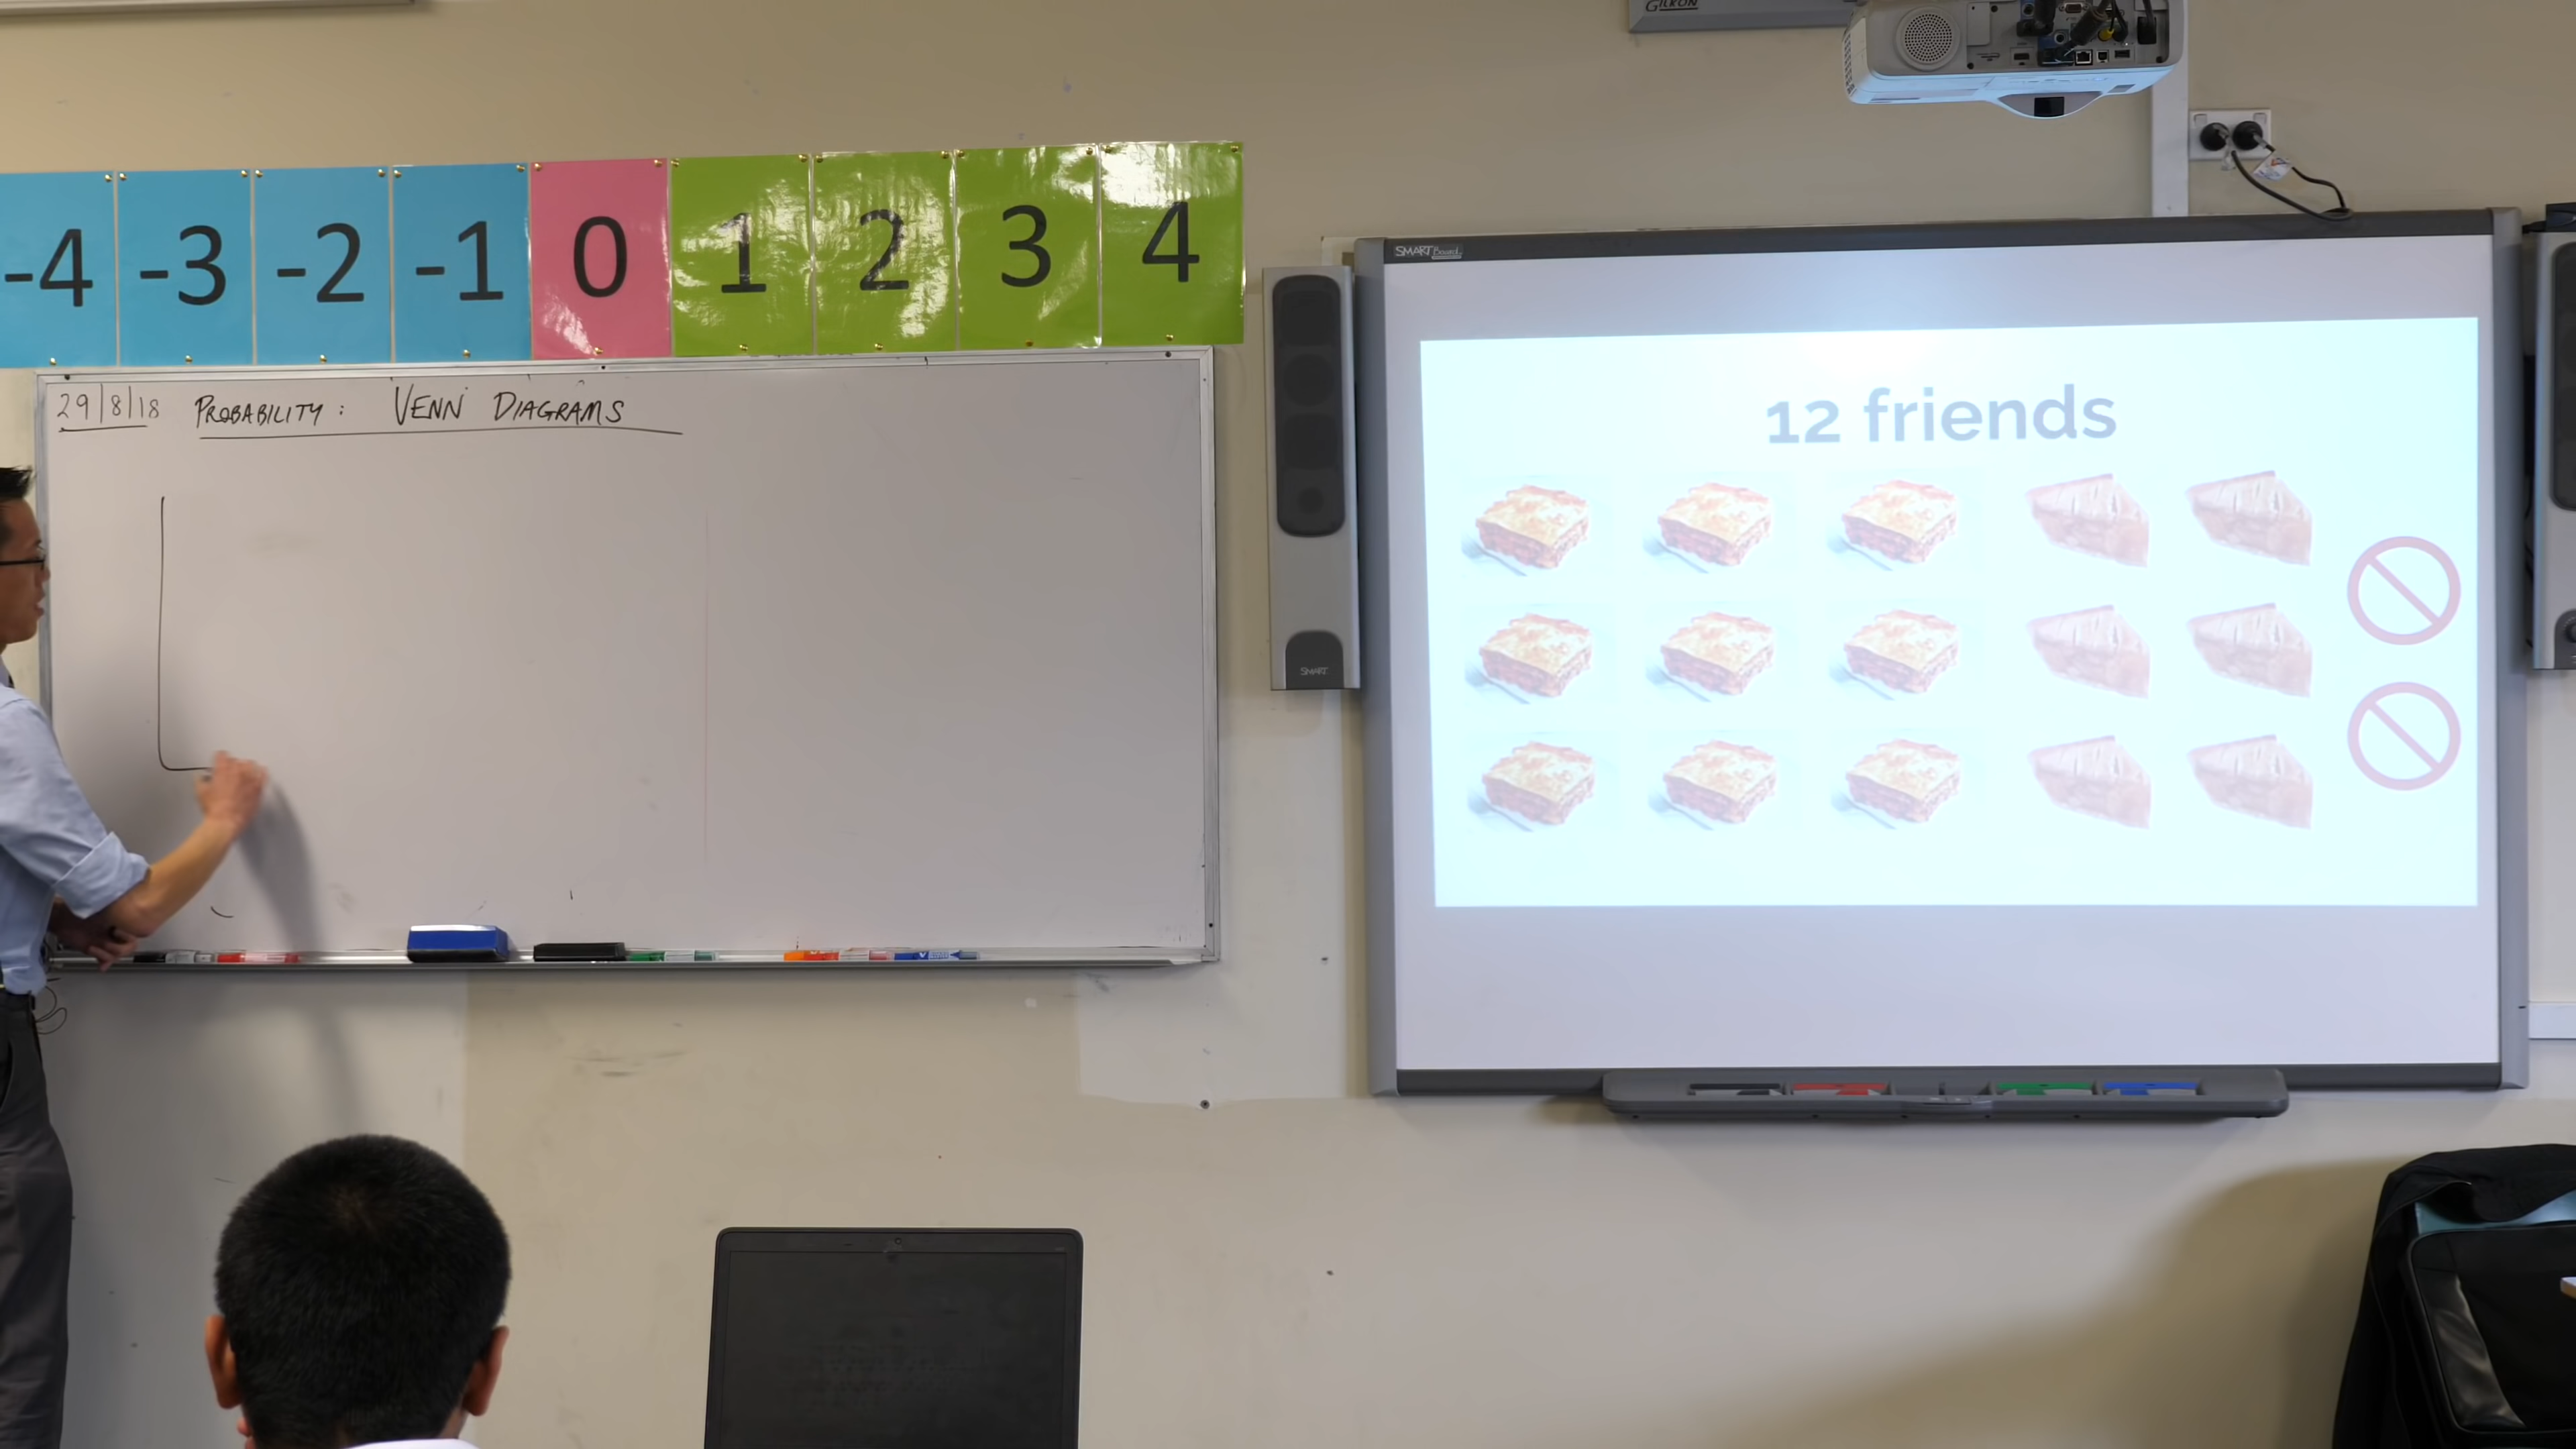 GILKON
-4 -3 -2 -1 0 1 2 3 4
SMART Board
29/8/18 PROBABILITY: VENN DIAGRAMS
12 friends
SMART